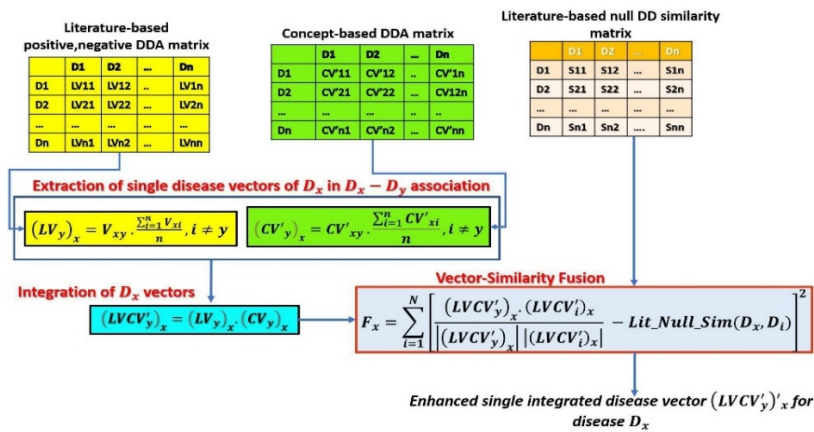 Literature-based
positive,negative DDA matrix
D1 D2 ... Dn
D1 LV11 LV12 .. LV1n
D2 LV21 LV22 ... LV2n
... ... ... ...
Dn LVn1 LVn2 ... LVnn
Concept-based DDA matrix
D1 D2 ... Dn
D1 CV'11 CV'12 .. CV'1n
D2 CV'21 CV'22 ... CV12n
... .. ... ...
Dn CV'n1 CV'n2 ... CV'nn
Literature-based null DD similarity
matrix
D1 D2 ... Dn
D1 S11 S12 ... S1n
D2 S21 S22 ... S2n
... ... ... ...
Dn Sn1 Sn2 .... Snn
Extraction of single disease vectors of D_x in D_x − D_y association
(LV_y)_x = V_xy . (∑_{i=1}^{n} V_xi)/n , i ≠ y
(CV'_y)_x = CV'_xy . (∑_{i=1}^{n} CV'_xi)/n , i ≠ y
Integration of D_x vectors
(LVCV'_y)_x = (LV_y)_x . (CV_y)_x
Vector-Similarity Fusion
F_x = ∑_{i=1}^{N} [ (LVCV'_y)_x . (LVCV'_i)_x / |(LVCV'_y)_x| |(LVCV'_i)_x| − Lit_Null_Sim(D_x, D_i) ]^2
Enhanced single integrated disease vector (LVCV'_y)'_x for
disease D_x